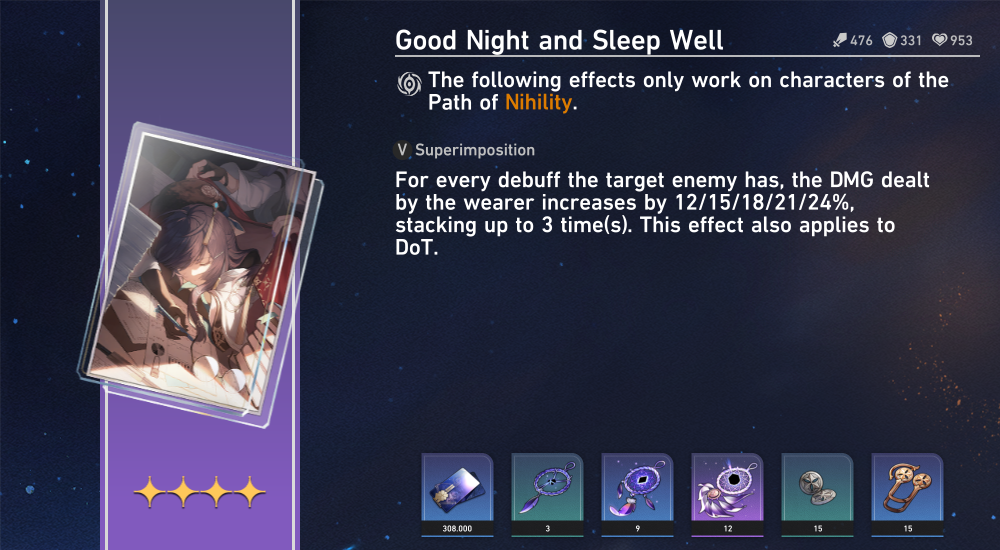 Good Night and Sleep Well
476 331 953
The following effects only work on characters of the
Path of Nihility.
V Superimposition
For every debuff the target enemy has, the DMG dealt
by the wearer increases by 12/15/18/21/24%,
stacking up to 3 time(s). This effect also applies to
DoT.
308.000 3 9 12 15 15